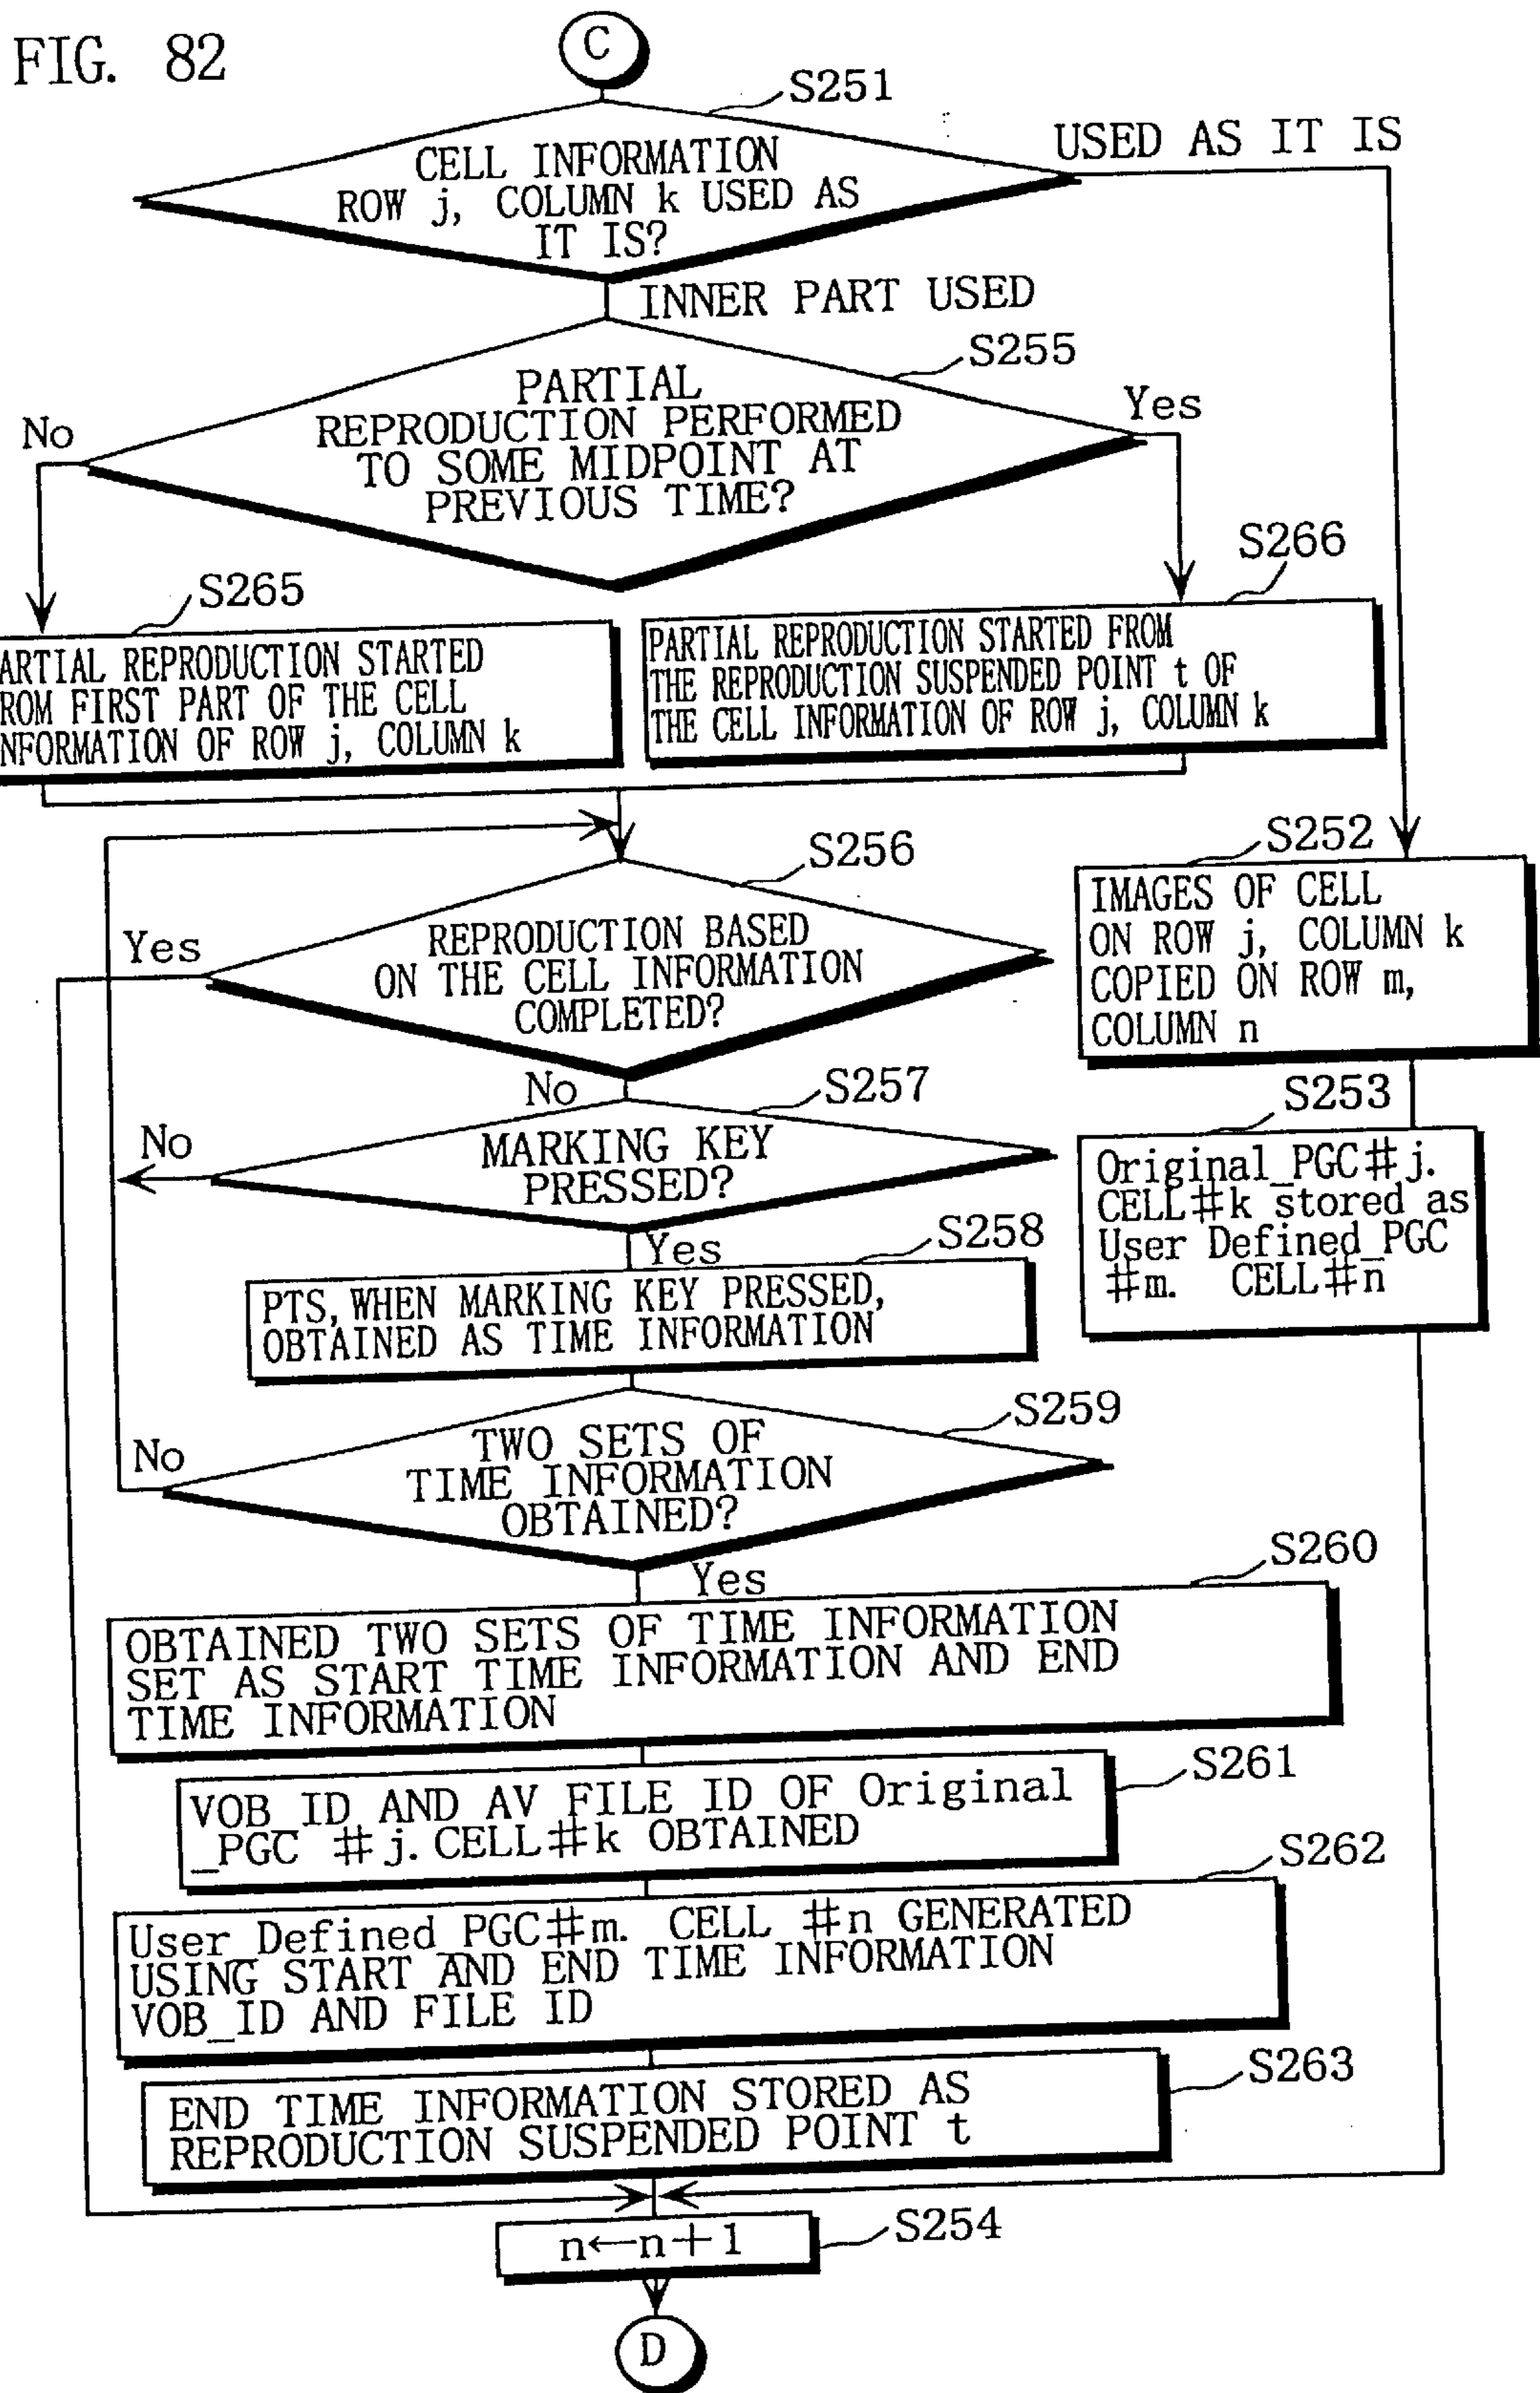 FIG. 82
C
S251
CELL INFORMATION
ROW j, COLUMN k USED AS
IT IS?
USED AS IT IS
INNER PART USED
S255
PARTIAL
REPRODUCTION PERFORMED
TO SOME MIDPOINT AT
PREVIOUS TIME?
No
Yes
S265
ARTIAL REPRODUCTION STARTED
ROM FIRST PART OF THE CELL
NFORMATION OF ROW j, COLUMN k
S266
PARTIAL REPRODUCTION STARTED FROM
THE REPRODUCTION SUSPENDED POINT t OF
THE CELL INFORMATION OF ROW j, COLUMN k
S256
REPRODUCTION BASED
ON THE CELL INFORMATION
COMPLETED?
Yes
No
S252
IMAGES OF CELL
ON ROW j, COLUMN k
COPIED ON ROW m,
COLUMN n
S257
MARKING KEY
PRESSED?
No
Yes
S253
Original_PGC#j.
CELL#k stored as
User Defined_PGC
#m. CELL#n
S258
PTS, WHEN MARKING KEY PRESSED,
OBTAINED AS TIME INFORMATION
S259
TWO SETS OF
TIME INFORMATION
OBTAINED?
No
Yes
S260
OBTAINED TWO SETS OF TIME INFORMATION
SET AS START TIME INFORMATION AND END
TIME INFORMATION
S261
VOB_ID AND AV_FILE ID OF Original
_PGC #j. CELL#k OBTAINED
S262
User_Defined_PGC#m. CELL #n GENERATED
USING START AND END TIME INFORMATION
VOB_ID AND FILE ID
S263
END TIME INFORMATION STORED AS
REPRODUCTION SUSPENDED POINT t
S254
n←n+1
D